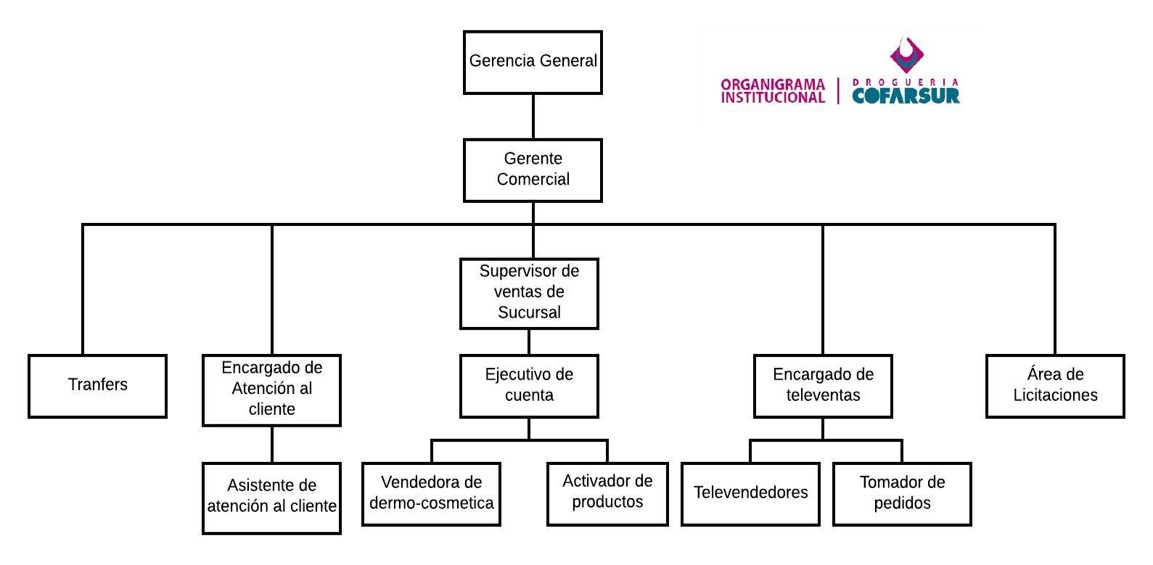 Gerencia General
ORGANIGRAMA
INSTITUCIONAL
DROGUERIA
COFARSUR
Gerente
Comercial
Supervisor de
ventas de
Sucursal
Tranfers
Encargado de
Atención al
cliente
Ejecutivo de
cuenta
Encargado de
televentas
Área de
Licitaciones
Asistente de
atención al cliente
Vendedora de
dermo-cosmetica
Activador de
productos
Televendedores
Tomador de
pedidos